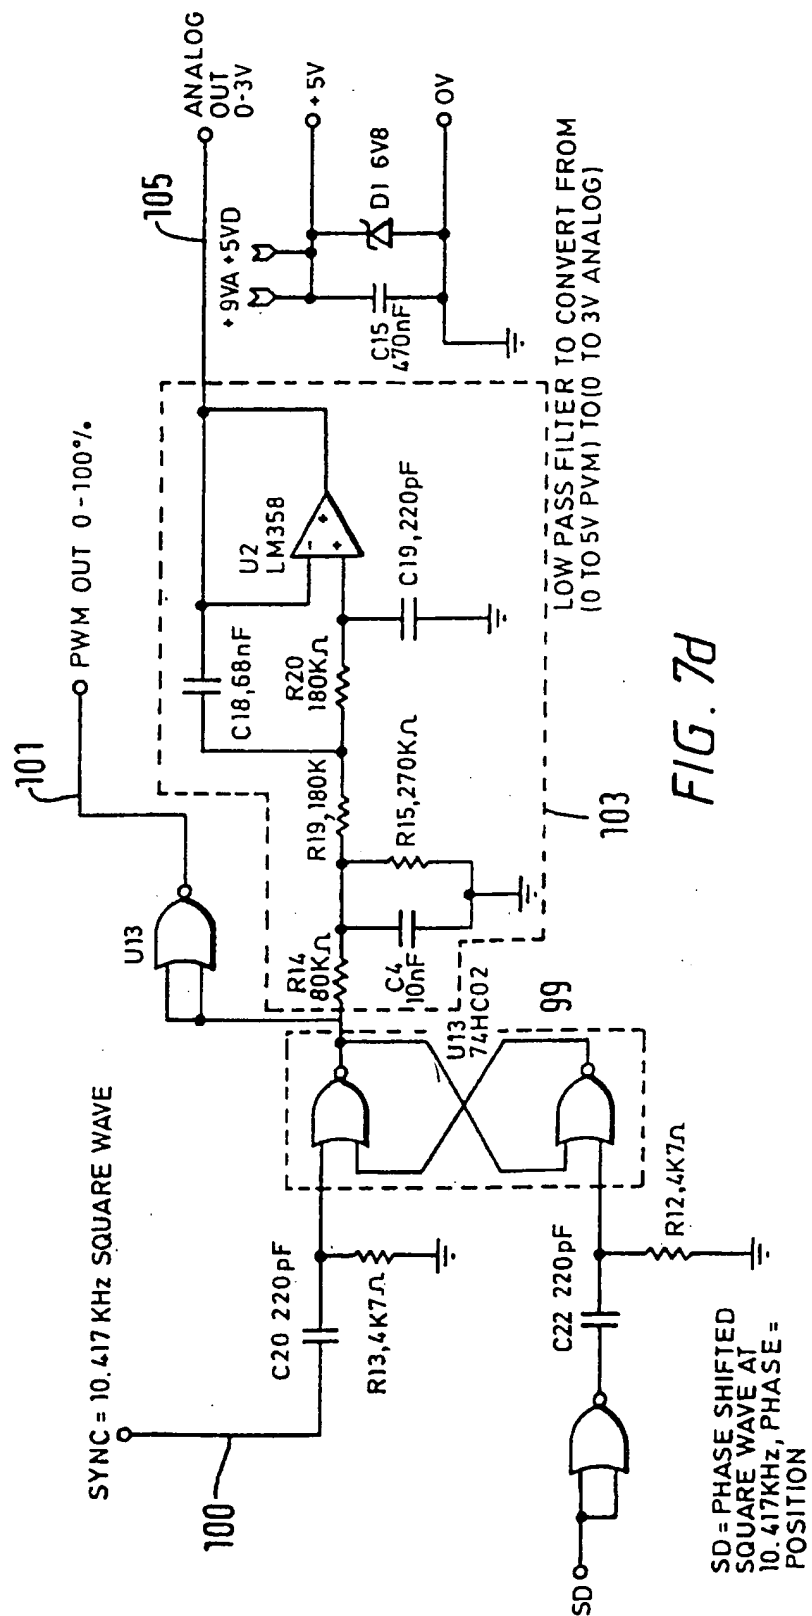 SYNC = 10.417 KHz SQUARE WAVE
100
C20 220pF
R13,4K7Ω
SD
SD = PHASE SHIFTED
SQUARE WAVE AT
10.417KHz, PHASE =
POSITION
C22 220pF
R12,4K7Ω
U13
74HC02
99
U13
101
PWM OUT 0-100%
R14
80KΩ
C4
10nF
R19,180K
R15,270KΩ
C18,68nF
R20
180KΩ
U2
LM358
-
+
+
C19,220pF
103
LOW PASS FILTER TO CONVERT FROM
(0 TO 5V PVM) TO(0 TO 3V ANALOG)
105
ANALOG
OUT
0-3V
+9VA +5VD
C15
470nF
D1 6V8
+5V
0V
FIG. 7d